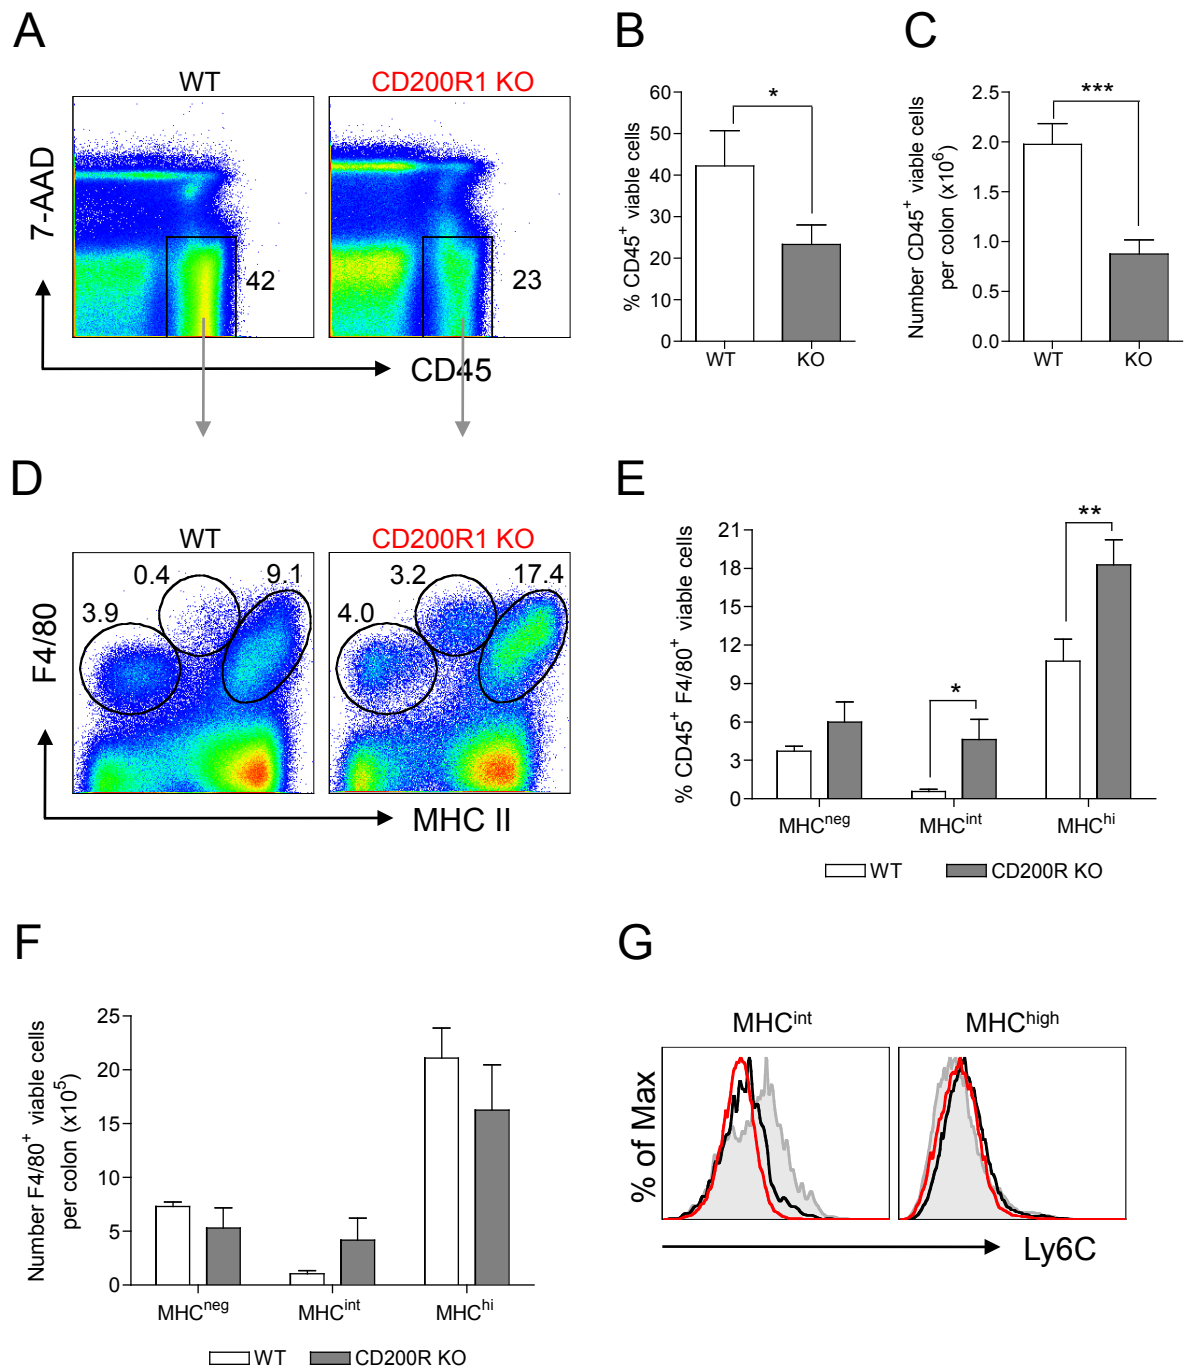 A
WT
CD200R1 KO
7-AAD
42
23
CD45
B
% CD45⁺ viable cells
60
50
40
30
20
10
0
*
WT
KO
C
Number CD45⁺ viable cells
per colon (x10⁶)
2.5
2.0
1.5
1.0
0.5
0.0
***
WT
KO
D
WT
CD200R1 KO
F4/80
3.9
0.4
9.1
4.0
3.2
17.4
MHC II
E
% CD45⁺ F4/80⁺ viable cells
21
18
15
12
9
6
3
0
*
**
MHCⁿᵉᵍ
MHCⁱⁿᵗ
MHCʰⁱ
WT
CD200R KO
F
Number F4/80⁺ viable cells
per colon (x10⁵)
25
20
15
10
5
0
MHCⁿᵉᵍ
MHCⁱⁿᵗ
MHCʰⁱ
WT
CD200R KO
G
MHCⁱⁿᵗ
MHCʰⁱᵍʰ
% of Max
Ly6C